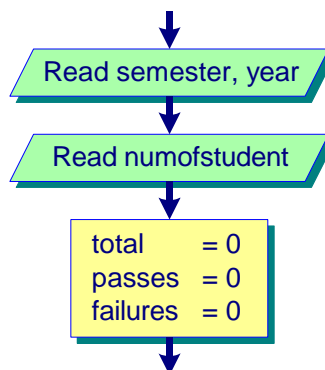 Read semester, year
Read numofstudent
total = 0
passes = 0
failures = 0